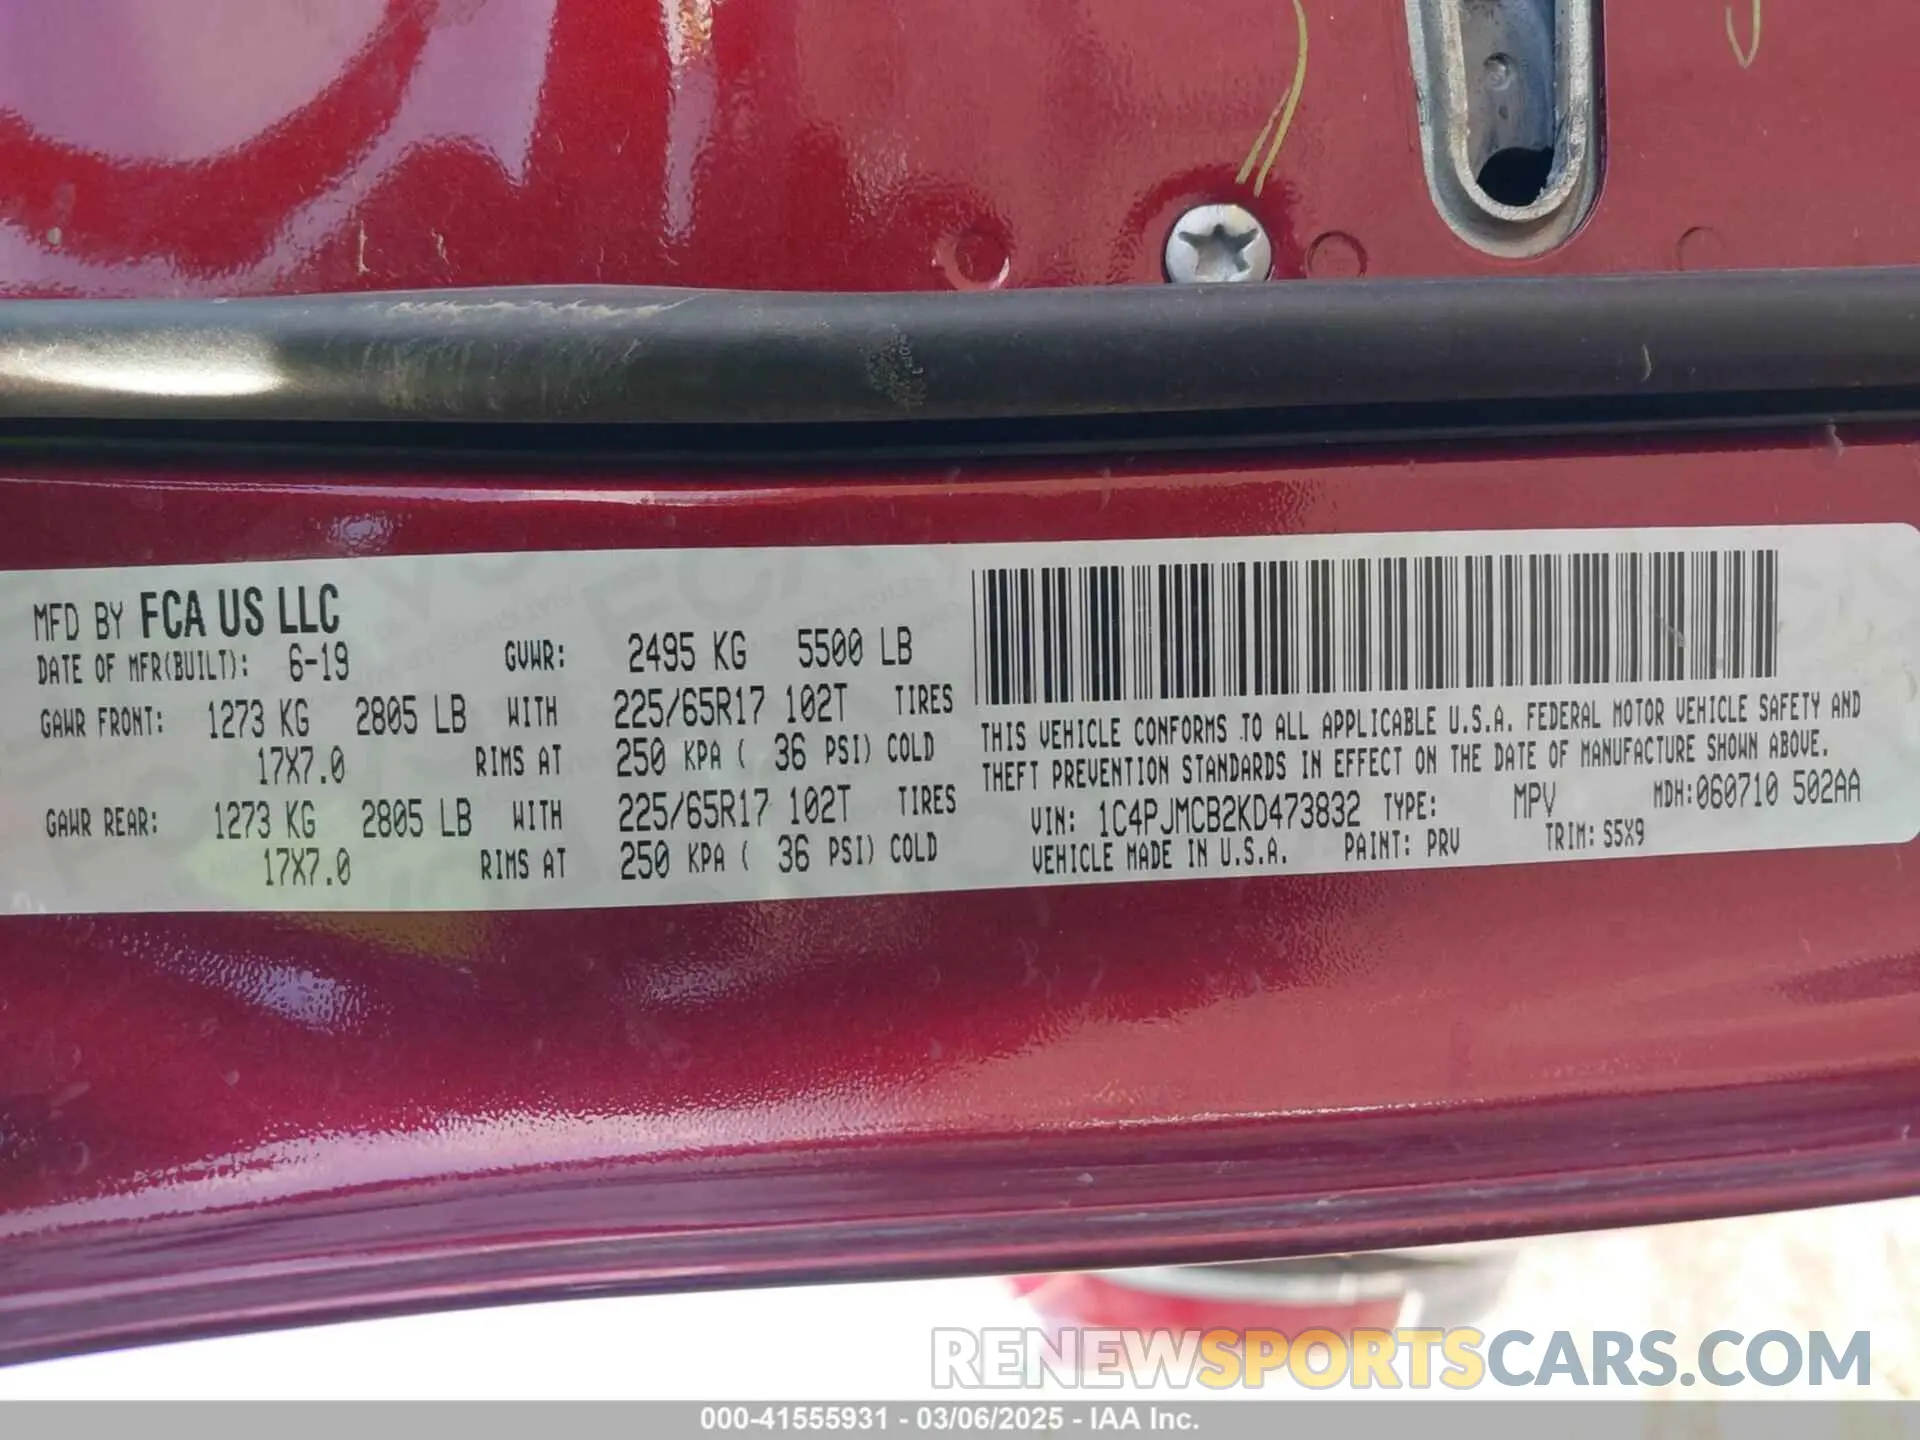 MFD BY FCA US LLC
DATE OF MFR(BUILT): 6-19 GVWR: 2495 KG 5500 LB
GAWR FRONT: 1273 KG 2805 LB WITH 225/65R17 102T TIRES
17X7.0 RIMS AT 250 KPA ( 36 PSI) COLD
GAWR REAR: 1273 KG 2805 LB WITH 225/65R17 102T TIRES
17X7.0 RIMS AT 250 KPA ( 36 PSI) COLD
THIS VEHICLE CONFORMS TO ALL APPLICABLE U.S.A. FEDERAL MOTOR VEHICLE SAFETY AND
THEFT PREVENTION STANDARDS IN EFFECT ON THE DATE OF MANUFACTURE SHOWN ABOVE.
VIN: 1C4PJMCB2KD473832 TYPE: MPV MDH:060710 502AA
VEHICLE MADE IN U.S.A. PAINT: PRV TRIM: S5X9
RENEWSPORTSCARS.COM
000-41555931 - 03/06/2025 - IAA Inc.